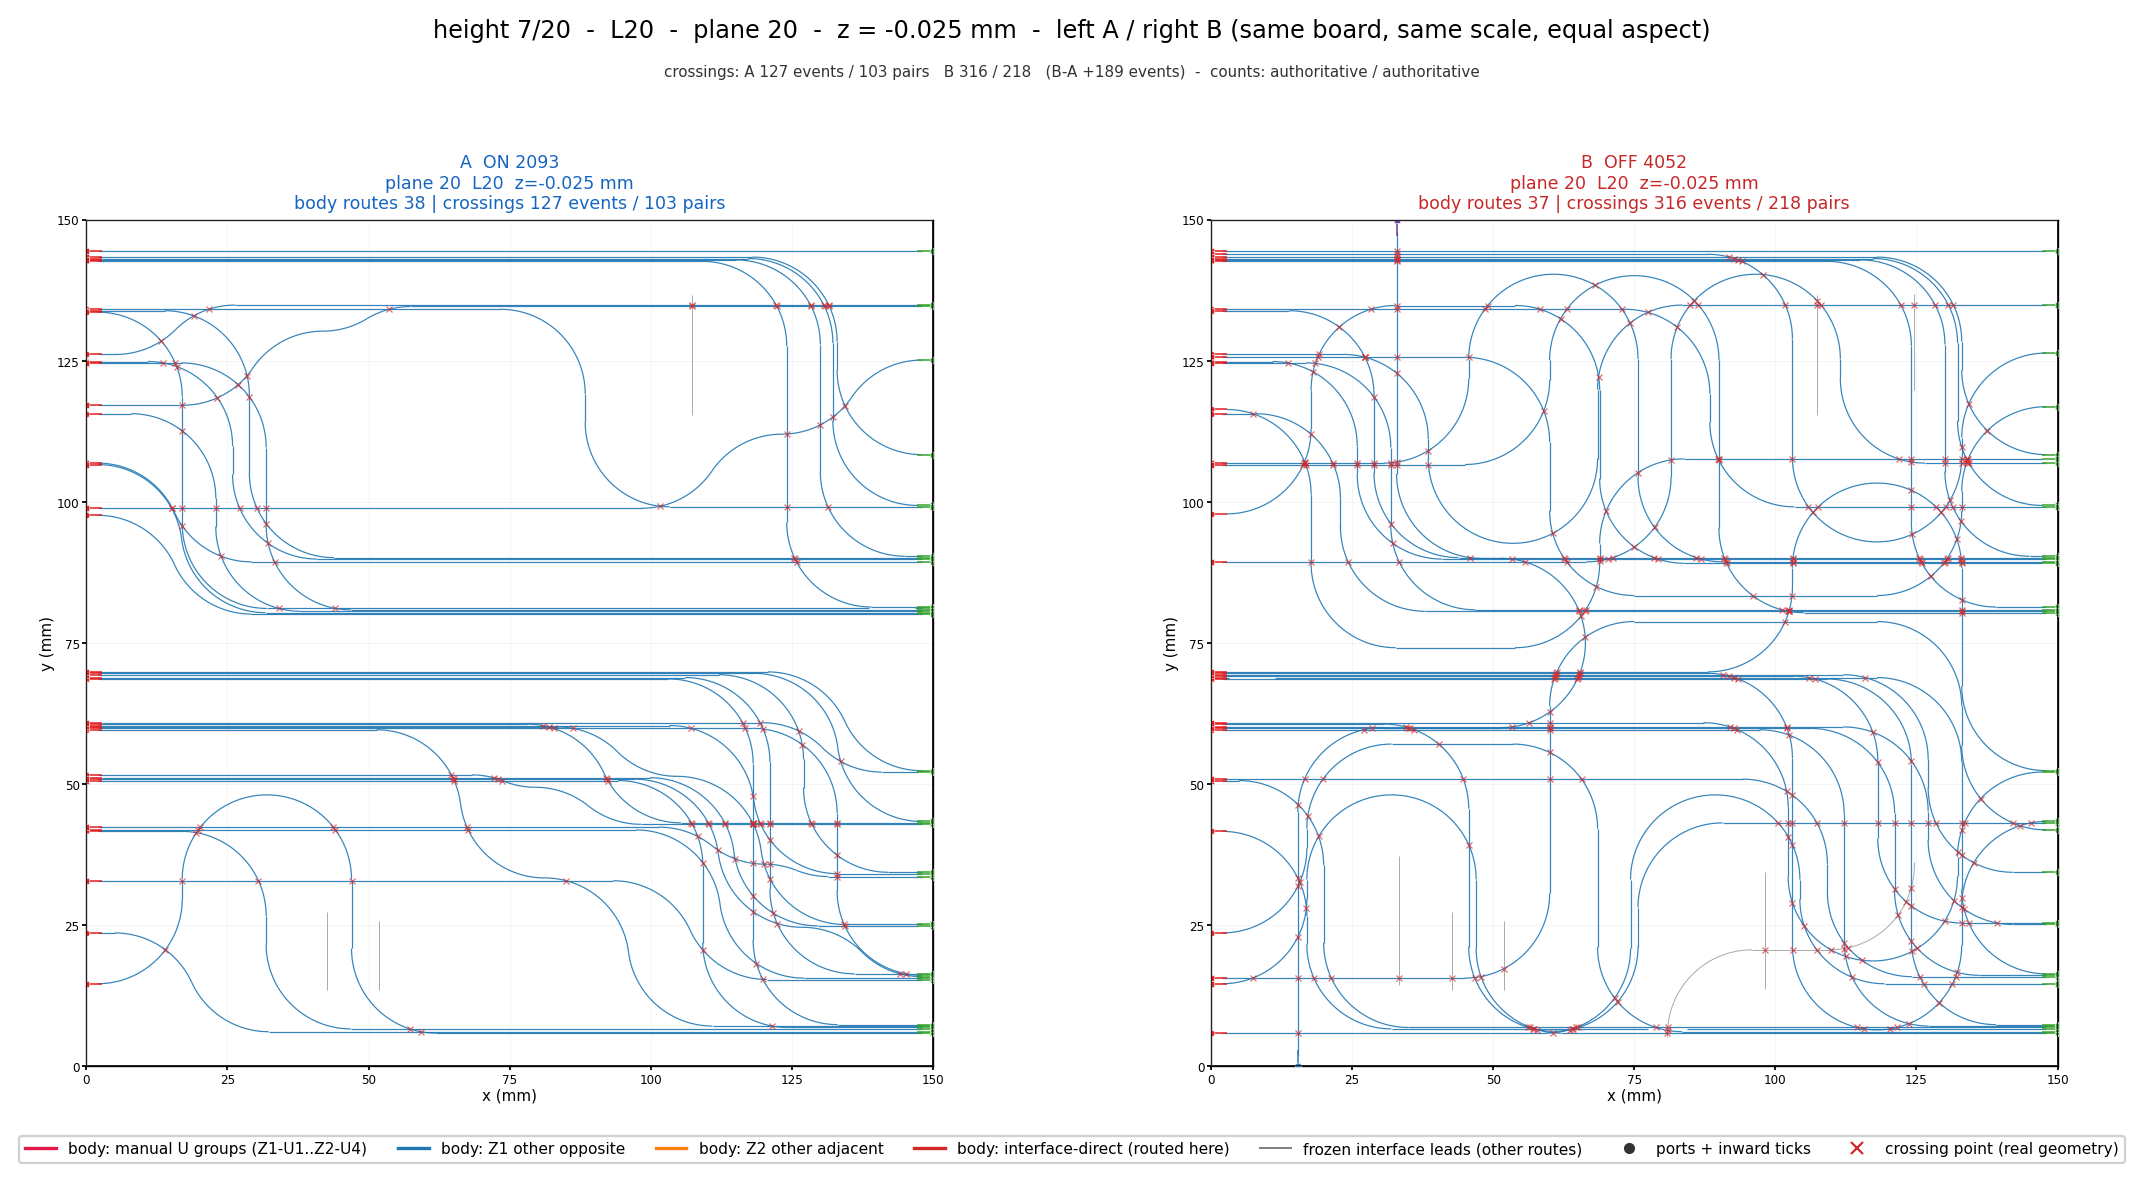 height 7/20 - L20 - plane 20 - z = -0.025 mm - left A / right B (same board, same scale, equal aspect)
crossings: A 127 events / 103 pairs B 316 / 218 (B-A +189 events) - counts: authoritative / authoritative
A ON 2093
plane 20 L20 z=-0.025 mm
body routes 38 | crossings 127 events / 103 pairs
150
125
100
75
50
25
0
y (mm)
0 25 50 75 100 125 150
x (mm)
B OFF 4052
plane 20 L20 z=-0.025 mm
body routes 37 | crossings 316 events / 218 pairs
150
125
100
75
50
25
0
y (mm)
0 25 50 75 100 125 150
x (mm)
body: manual U groups (Z1-U1..Z2-U4) body: Z1 other opposite body: Z2 other adjacent body: interface-direct (routed here) frozen interface leads (other routes) ports + inward ticks crossing point (real geometry)